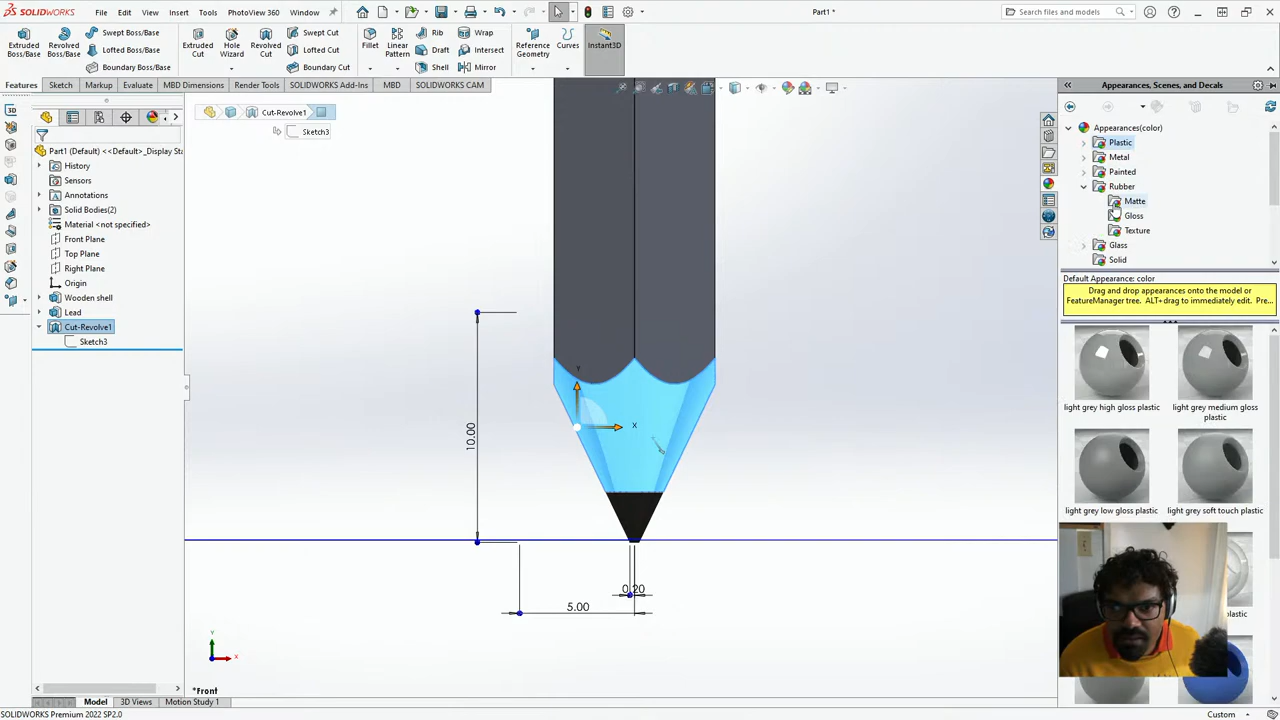 SOLIDWORKS
File
Edit
View
Insert
Tools
PhotoView 360
Window
Part1 *
Search files and models
Extruded Boss/Base
Revolved Boss/Base
Swept Boss/Base
Lofted Boss/Base
Boundary Boss/Base
Extruded Cut
Hole Wizard
Revolved Cut
Swept Cut
Lofted Cut
Boundary Cut
Fillet
Linear Pattern
Rib
Draft
Shell
Wrap
Intersect
Mirror
Reference Geometry
Curves
Instant3D
Features
Sketch
Markup
Evaluate
MBD Dimensions
Render Tools
SOLIDWORKS Add-Ins
MBD
SOLIDWORKS CAM
Cut-Revolve1
Sketch3
Part1 (Default) <<Default>_Display Sta
History
Sensors
Annotations
Solid Bodies(2)
Material <not specified>
Front Plane
Top Plane
Right Plane
Origin
Wooden shell
Lead
Cut-Revolve1
Sketch3
10.00
Y
X
0.20
5.00
Y
X
*Front
Appearances, Scenes, and Decals
Appearances(color)
Plastic
Metal
Painted
Rubber
Matte
Gloss
Texture
Glass
Solid
Default Appearance: color
Drag and drop appearances onto the model or
FeatureManager tree. ALT+drag to immediately edit. Pre...
light grey high gloss plastic
light grey medium gloss
plastic
light grey low gloss plastic
light grey soft touch plastic
plastic
Model
3D Views
Motion Study 1
SOLIDWORKS Premium 2022 SP2.0
Custom